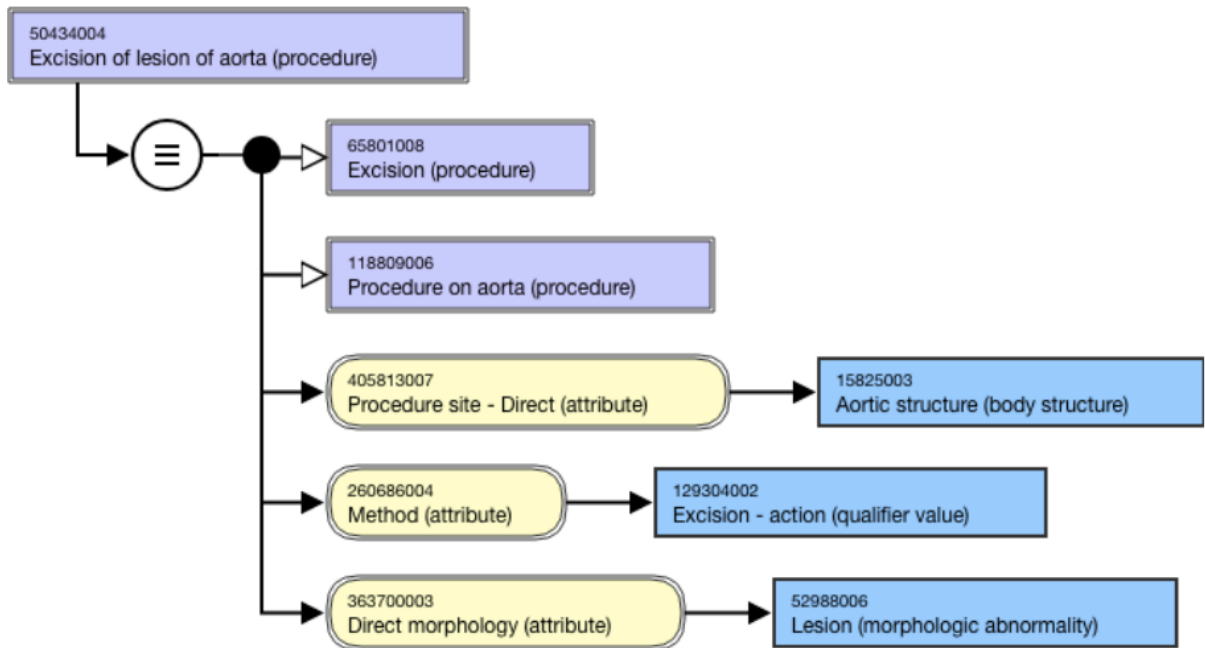 50434004
Excision of lesion of aorta (procedure)
65801008
Excision (procedure)
118809006
Procedure on aorta (procedure)
405813007
Procedure site - Direct (attribute)
15825003
Aortic structure (body structure)
260686004
Method (attribute)
129304002
Excision - action (qualifier value)
363700003
Direct morphology (attribute)
52988006
Lesion (morphologic abnormality)